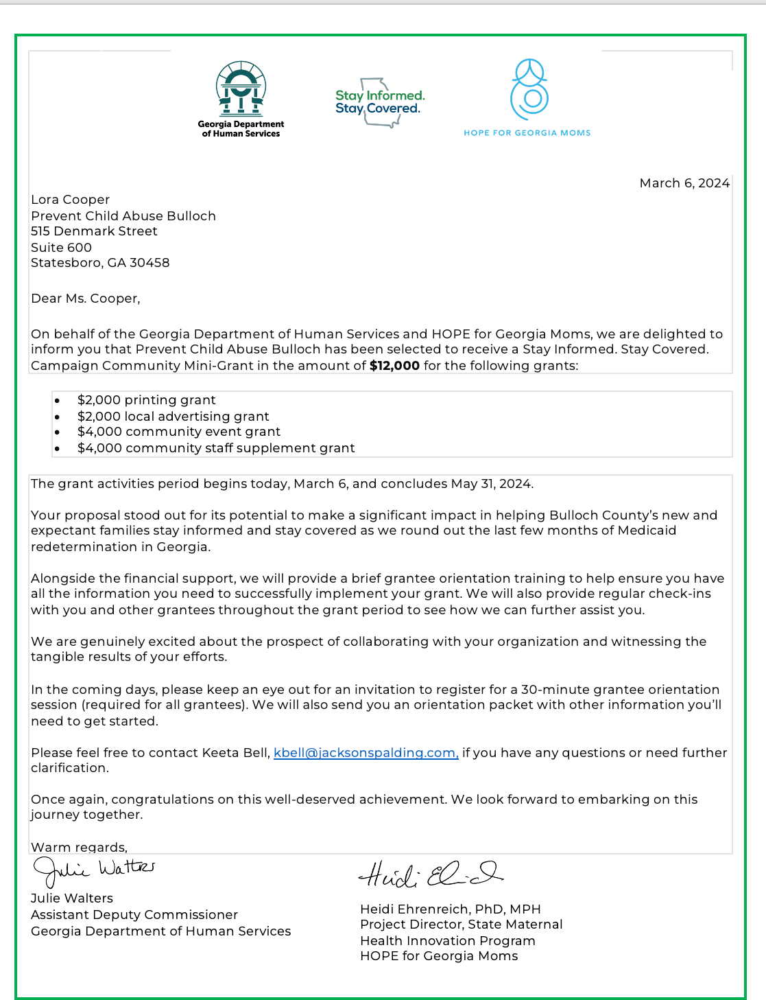 Georgia Department
of Human Services
Stay Informed.
Stay Covered.
HOPE FOR GEORGIA MOMS
March 6, 2024
Lora Cooper
Prevent Child Abuse Bulloch
515 Denmark Street
Suite 600
Statesboro, GA 30458
Dear Ms. Cooper,
On behalf of the Georgia Department of Human Services and HOPE for Georgia Moms, we are delighted to
inform you that Prevent Child Abuse Bulloch has been selected to receive a Stay Informed. Stay Covered.
Campaign Community Mini-Grant in the amount of $12,000 for the following grants:
• $2,000 printing grant
• $2,000 local advertising grant
• $4,000 community event grant
• $4,000 community staff supplement grant
The grant activities period begins today, March 6, and concludes May 31, 2024.
Your proposal stood out for its potential to make a significant impact in helping Bulloch County's new and
expectant families stay informed and stay covered as we round out the last few months of Medicaid
redetermination in Georgia.
Alongside the financial support, we will provide a brief grantee orientation training to help ensure you have
all the information you need to successfully implement your grant. We will also provide regular check-ins
with you and other grantees throughout the grant period to see how we can further assist you.
We are genuinely excited about the prospect of collaborating with your organization and witnessing the
tangible results of your efforts.
In the coming days, please keep an eye out for an invitation to register for a 30-minute grantee orientation
session (required for all grantees). We will also send you an orientation packet with other information you'll
need to get started.
Please feel free to contact Keeta Bell, kbell@jacksonspalding.com, if you have any questions or need further
clarification.
Once again, congratulations on this well-deserved achievement. We look forward to embarking on this
journey together.
Warm regards,
Julie Walters
Julie Walters
Assistant Deputy Commissioner
Georgia Department of Human Services
Heidi Ehrenreich, PhD, MPH
Project Director, State Maternal
Health Innovation Program
HOPE for Georgia Moms